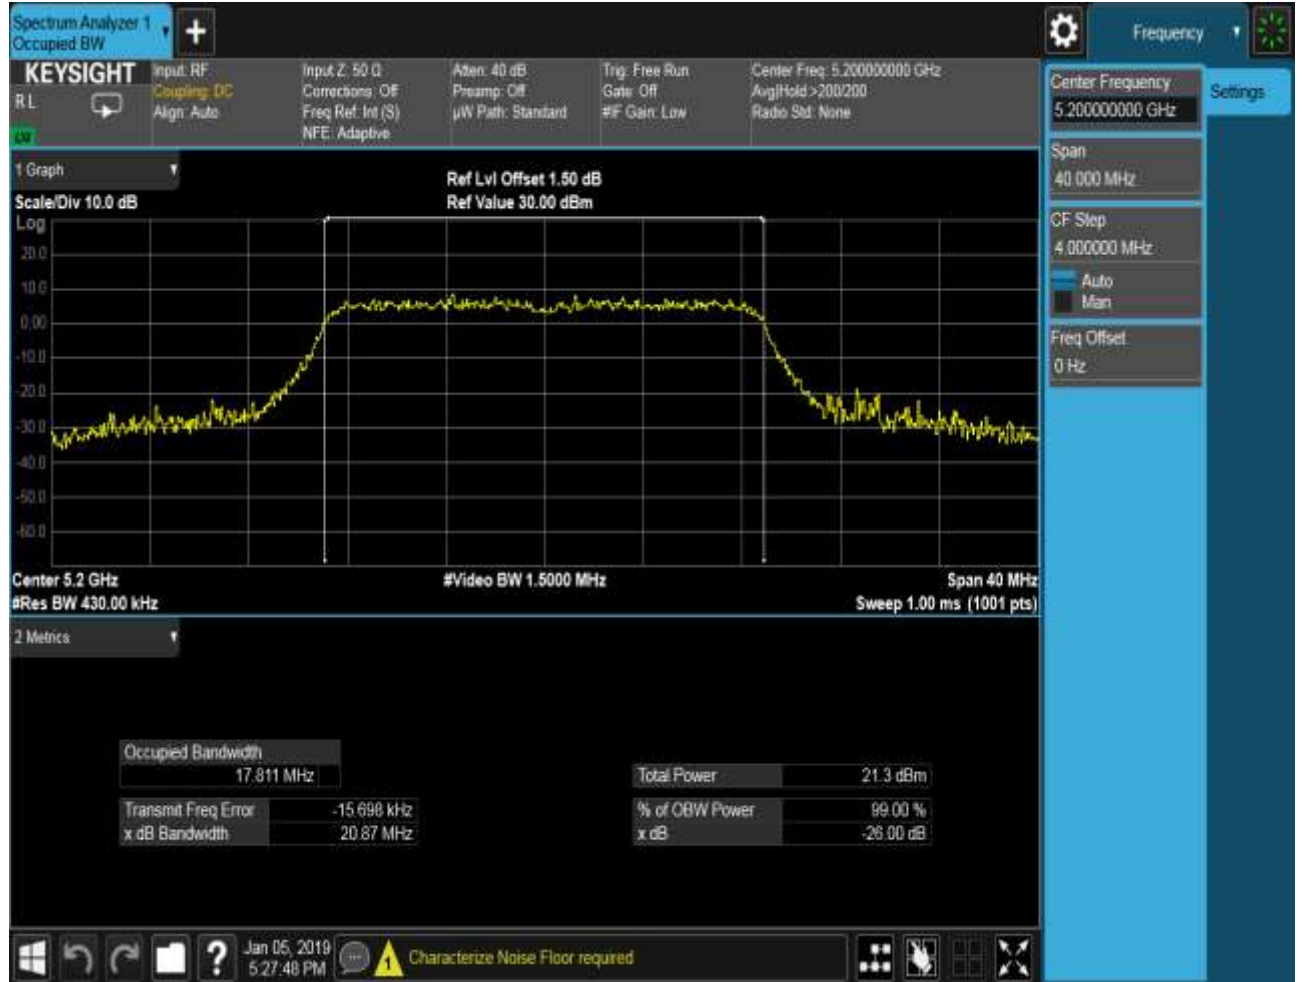 Spectrum Analyzer 1
Occupied BW
Frequency
KEYSIGHT
R L
Input: RF
Coupling: DC
Align: Auto
Input Z: 50 Ω
Corrections: Off
Freq Ref: Int (S)
NFE: Adaptive
Atten: 40 dB
Preamp: Off
µW Path: Standard
Trig: Free Run
Gate: Off
#IF Gain: Low
Center Freq: 5.200000000 GHz
Avg|Hold:>200/200
Radio Std: None
Center Frequency
5.200000000 GHz
Settings
Span
40.000 MHz
CF Step
4.000000 MHz
Auto
Man
Freq Offset
0 Hz
1 Graph
Scale/Div 10.0 dB
Ref Lvl Offset 1.50 dB
Ref Value 30.00 dBm
Log
20.0
10.0
0.00
-10.0
-20.0
-30.0
-40.0
-50.0
-60.0
Center 5.2 GHz
#Res BW 430.00 kHz
#Video BW 1.5000 MHz
Span 40 MHz
Sweep 1.00 ms (1001 pts)
2 Metrics
Occupied Bandwidth
17.811 MHz
Transmit Freq Error -15.698 kHz
x dB Bandwidth 20.87 MHz
Total Power 21.3 dBm
% of OBW Power 99.00 %
x dB -26.00 dB
Jan 05, 2019
5:27:48 PM
1
Characterize Noise Floor required